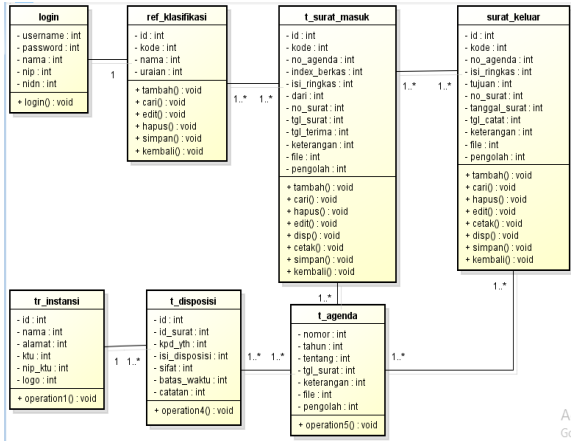 login
- username : int
- password : int
- nama : int
- nip : int
- nidn : int
+ login() : void
1
ref_klasifikasi
- id : int
- kode : int
- nama : int
- uraian : int
+ tambah() : void
+ cari() : void
+ edit() : void
+ hapus() : void
+ simpan() : void
+ kembali() : void
1..*
1..*
t_surat_masuk
- id : int
- kode : int
- no_agenda : int
- index_berkas : int
- isi_ringkas : int
- dari : int
- no_surat : int
- tgl_surat : int
- tgl_terima : int
- keterangan : int
- file : int
- pengolah : int
+ tambah() : void
+ cari() : void
+ hapus() : void
+ edit() : void
+ disp() : void
+ cetak() : void
+ simpan() : void
+ kembali() : void
1..*
1..*
surat_keluar
- id : int
- kode : int
- no_agenda : int
- isi_ringkas : int
- tujuan : int
- no_surat : int
- tanggal_surat : int
- tgl_catat : int
- keterangan : int
- file : int
- pengolah : int
+ tambah() : void
+ cari() : void
+ hapus() : void
+ edit() : void
+ cetak() : void
+ disp() : void
+ simpan() : void
+ kembali() : void
1..*
1..*
tr_instansi
- id : int
- nama : int
- alamat : int
- ktu : int
- nip_ktu : int
- logo : int
+ operation1() : void
1
1..*
t_disposisi
- id : int
- id_surat : int
- kpd_yth : int
- isi_disposisi : int
- sifat : int
- batas_waktu : int
- catatan : int
+ operation4() : void
1..*
1..*
t_agenda
- nomor : int
- tahun : int
- tentang : int
- tgl_surat : int
- keterangan : int
- file : int
- pengolah : int
+ operation5() : void
1..*
A
Go